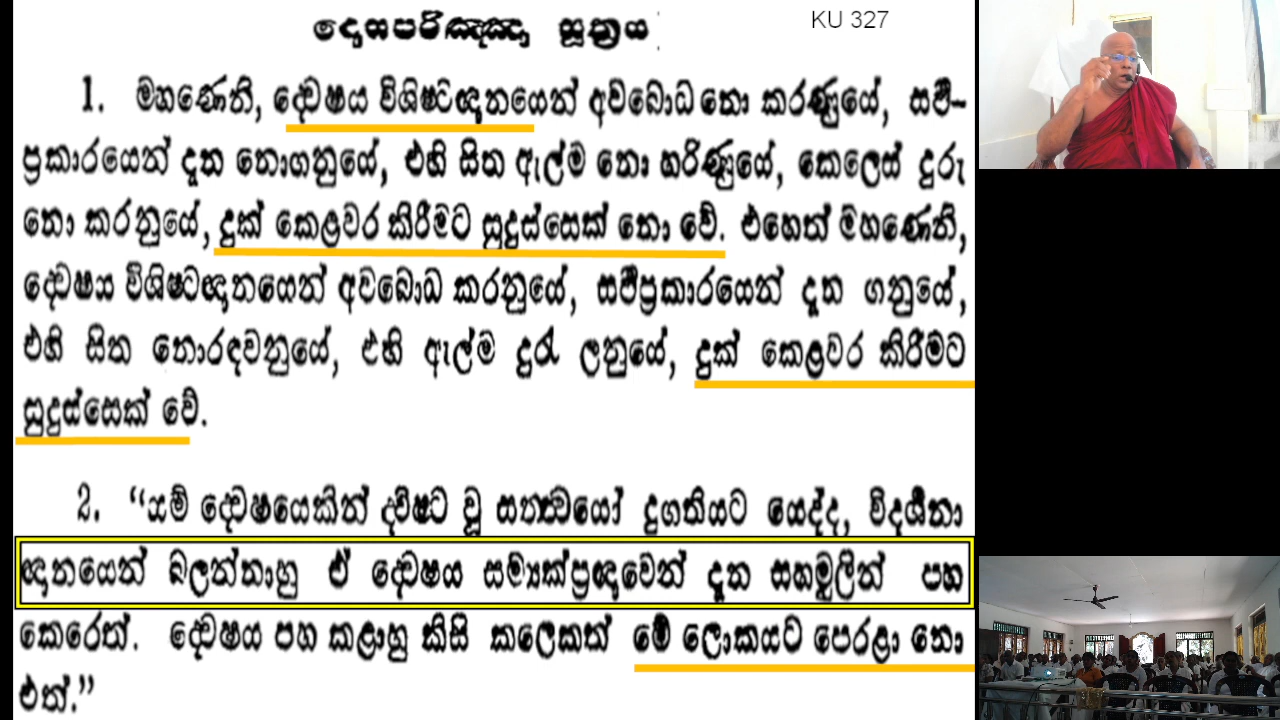 දොසපරිඤ්ඤා සූත්‍රය
KU 327
1. මහණෙනි, ද්වේෂය විශිෂ්ටඥානයෙන් අවබොධ නො කරණුයේ, සර්ව-
ප්‍රකාරයෙන් දැන නොගනුයේ, එහි සිත ඇල්ම නො හරිණුයේ, කෙලෙස් දුරු
නො කරනුයේ, දුක් කෙළවර කිරීමට සුදුස්සෙක් නො වේ. එහෙත් මහණෙනි,
ද්වේෂය විශිෂ්ටඥානයෙන් අවබොධ කරනුයේ, සර්වප්‍රකාරයෙන් දැන ගනුයේ,
එහි සිත නොරඳවනුයේ, එහි ඇල්ම දුරු ලනුයේ, දුක් කෙළවර කිරීමට
සුදුස්සෙක් වේ.
2. “යම් ද්වේෂයෙකින් ද්විෂ්ට වූ සත්ත්වයෝ දුගතියට යෙද්ද, විදර්ශනා
ඥානයෙන් බලන්නාහු ඒ ද්වේෂය සම්‍යක්ප්‍රඥාවෙන් දැන සහමුලින් පහ
කෙරෙත්. ද්වේෂය පහ කළාහු කිසි කලෙකත් මේ ලොකයට පෙරළා නො
එත්.”